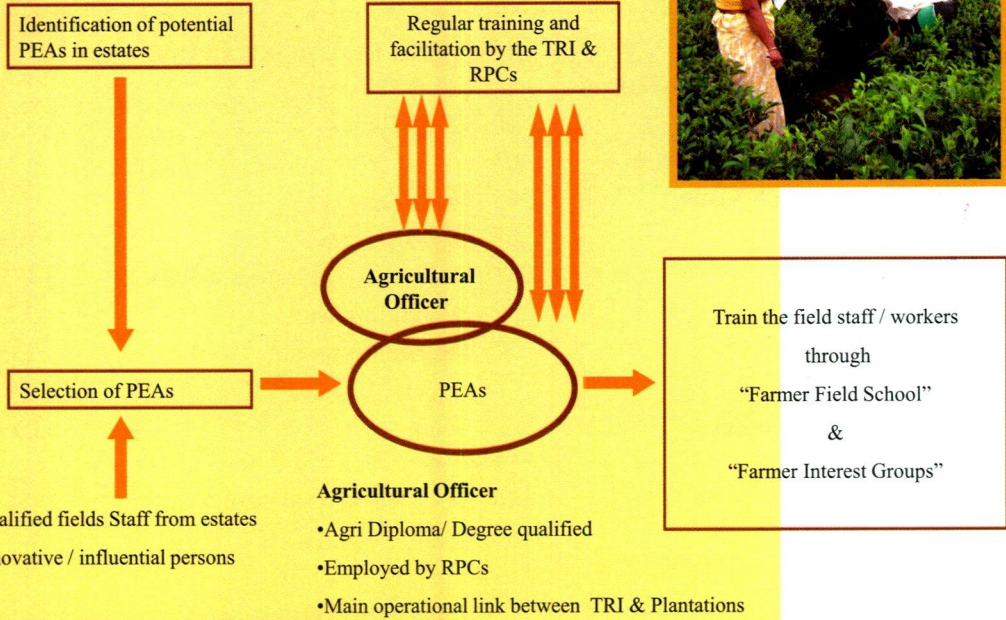 Identification of potential
PEAs in estates
Regular training and
facilitation by the TRI &
RPCs
Agricultural
Officer
Selection of PEAs
PEAs
Train the field staff / workers
through
“Farmer Field School”
&
“Farmer Interest Groups”
fields Staff from estates
/ influential persons
Agricultural Officer
•Agri Diploma/ Degree qualified
•Employed by RPCs
•Main operational link between TRI & Plantations